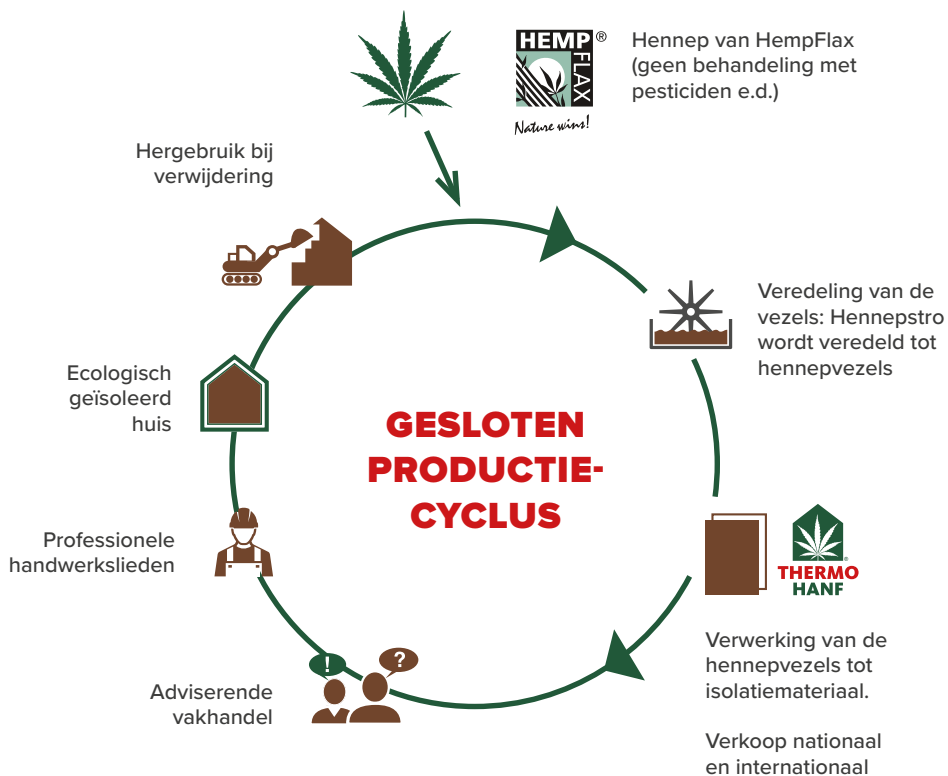 HEMP
FLAX
®
Nature wins!
Hennep van HempFlax
(geen behandeling met
pesticiden e.d.)
Hergebruik bij
verwijdering
Veredeling van de
vezels: Hennepstro
wordt veredeld tot
hennepvezels
Ecologisch
geïsoleerd
huis
GESLOTEN
PRODUCTIE-
CYCLUS
Professionele
handwerkslieden
®
THERMO
HANF
Verwerking van de
hennepvezels tot
isolatiemateriaal.
Verkoop nationaal
en internationaal
! ?
Adviserende
vakhandel